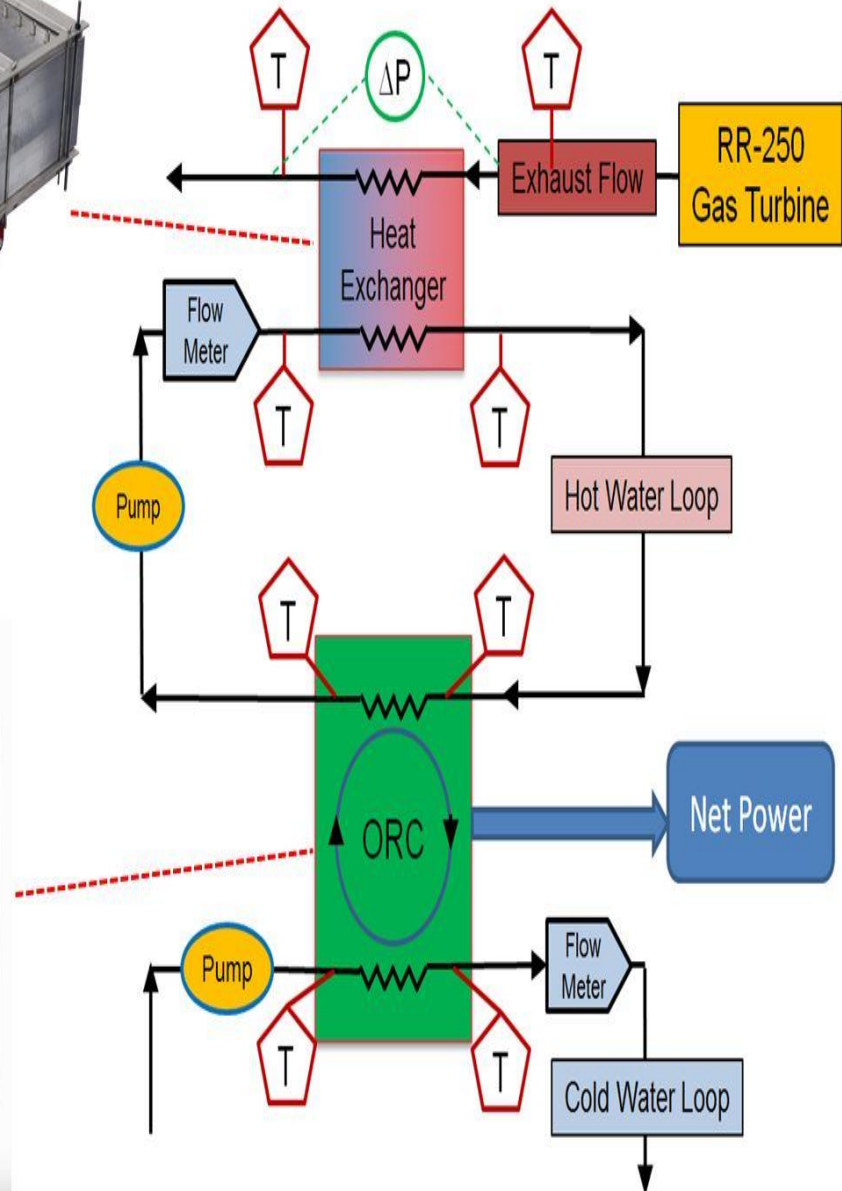 T
ΔP
T
RR-250
Gas Turbine
Exhaust Flow
Heat
Exchanger
Flow
Meter
T
T
Pump
Hot Water Loop
T
T
ORC
Net Power
Pump
Flow
Meter
T
T
Cold Water Loop